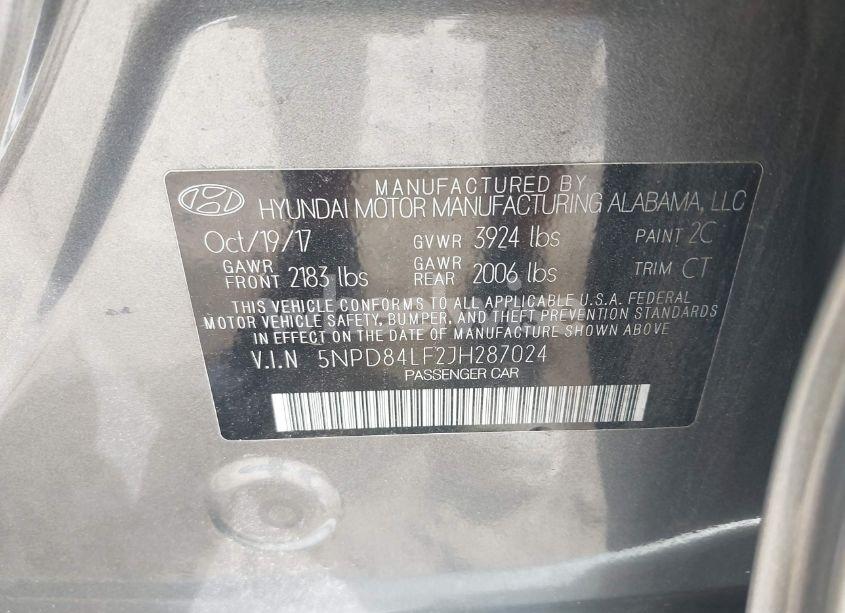 MANUFACTURED BY
HYUNDAI MOTOR MANUFACTURING ALABAMA, LLC
Oct/19/17 GVWR 3924 lbs PAINT 2C
GAWR FRONT 2183 lbs GAWR REAR 2006 lbs TRIM CT
THIS VEHICLE CONFORMS TO ALL APPLICABLE U.S.A. FEDERAL
MOTOR VEHICLE SAFETY, BUMPER, AND THEFT PREVENTION STANDARDS
IN EFFECT ON THE DATE OF MANUFACTURE SHOWN ABOVE
V.I.N 5NPD84LF2JH287024
PASSENGER CAR